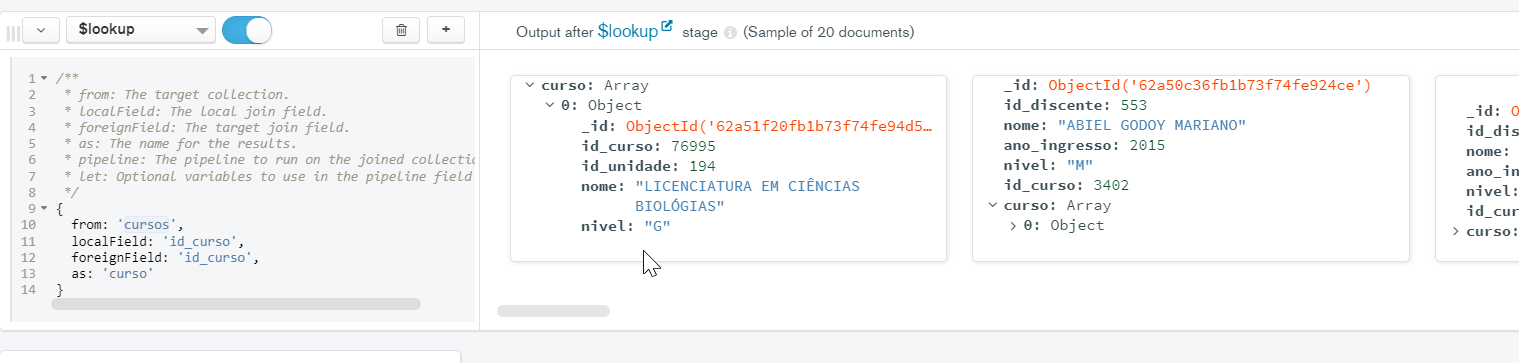 $lookup
Output after $lookup stage (Sample of 20 documents)
1 /**
2 * from: The target collection.
3 * localField: The local join field.
4 * foreignField: The target join field.
5 * as: The name for the results.
6 * pipeline: The pipeline to run on the joined collectio
7 * let: Optional variables to use in the pipeline field
8 */
9 {
10 from: 'cursos',
11 localField: 'id_curso',
12 foreignField: 'id_curso',
13 as: 'curso'
14 }
curso: Array
0: Object
_id: ObjectId('62a51f20fb1b73f74fe94d5…
id_curso: 76995
id_unidade: 194
nome: "LICENCIATURA EM CIÊNCIAS
BIOLÓGIAS"
nivel: "G"
_id: ObjectId('62a50c36fb1b73f74fe924ce')
id_discente: 553
nome: "ABIEL GODOY MARIANO"
ano_ingresso: 2015
nivel: "M"
id_curso: 3402
curso: Array
0: Object
_id: O
id_dis
nome:
ano_in
nivel:
id_cur
curso: